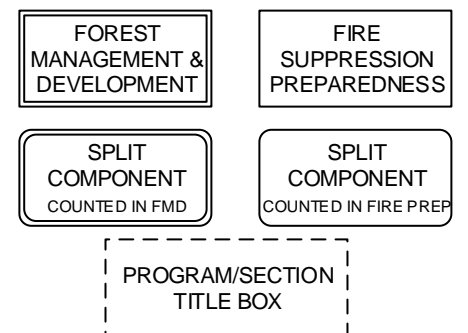 FOREST
MANAGEMENT &
DEVELOPMENT
FIRE
SUPPRESSION
PREPAREDNESS
SPLIT
COMPONENT
COUNTED IN FMD
SPLIT
COMPONENT
COUNTED IN FIRE PREP
PROGRAM/SECTION
TITLE BOX